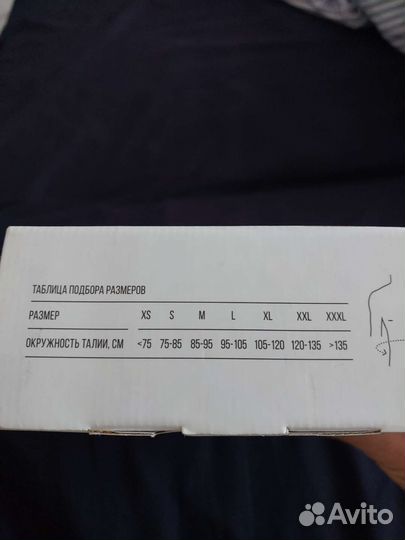 ТАБЛИЦА ПОДБОРА РАЗМЕРОВ
РАЗМЕР XS S M L XL XXL XXXL
ОКРУЖНОСТЬ ТАЛИИ, СМ <75 75-85 85-95 95-105 105-120 120-135 >135
Avito